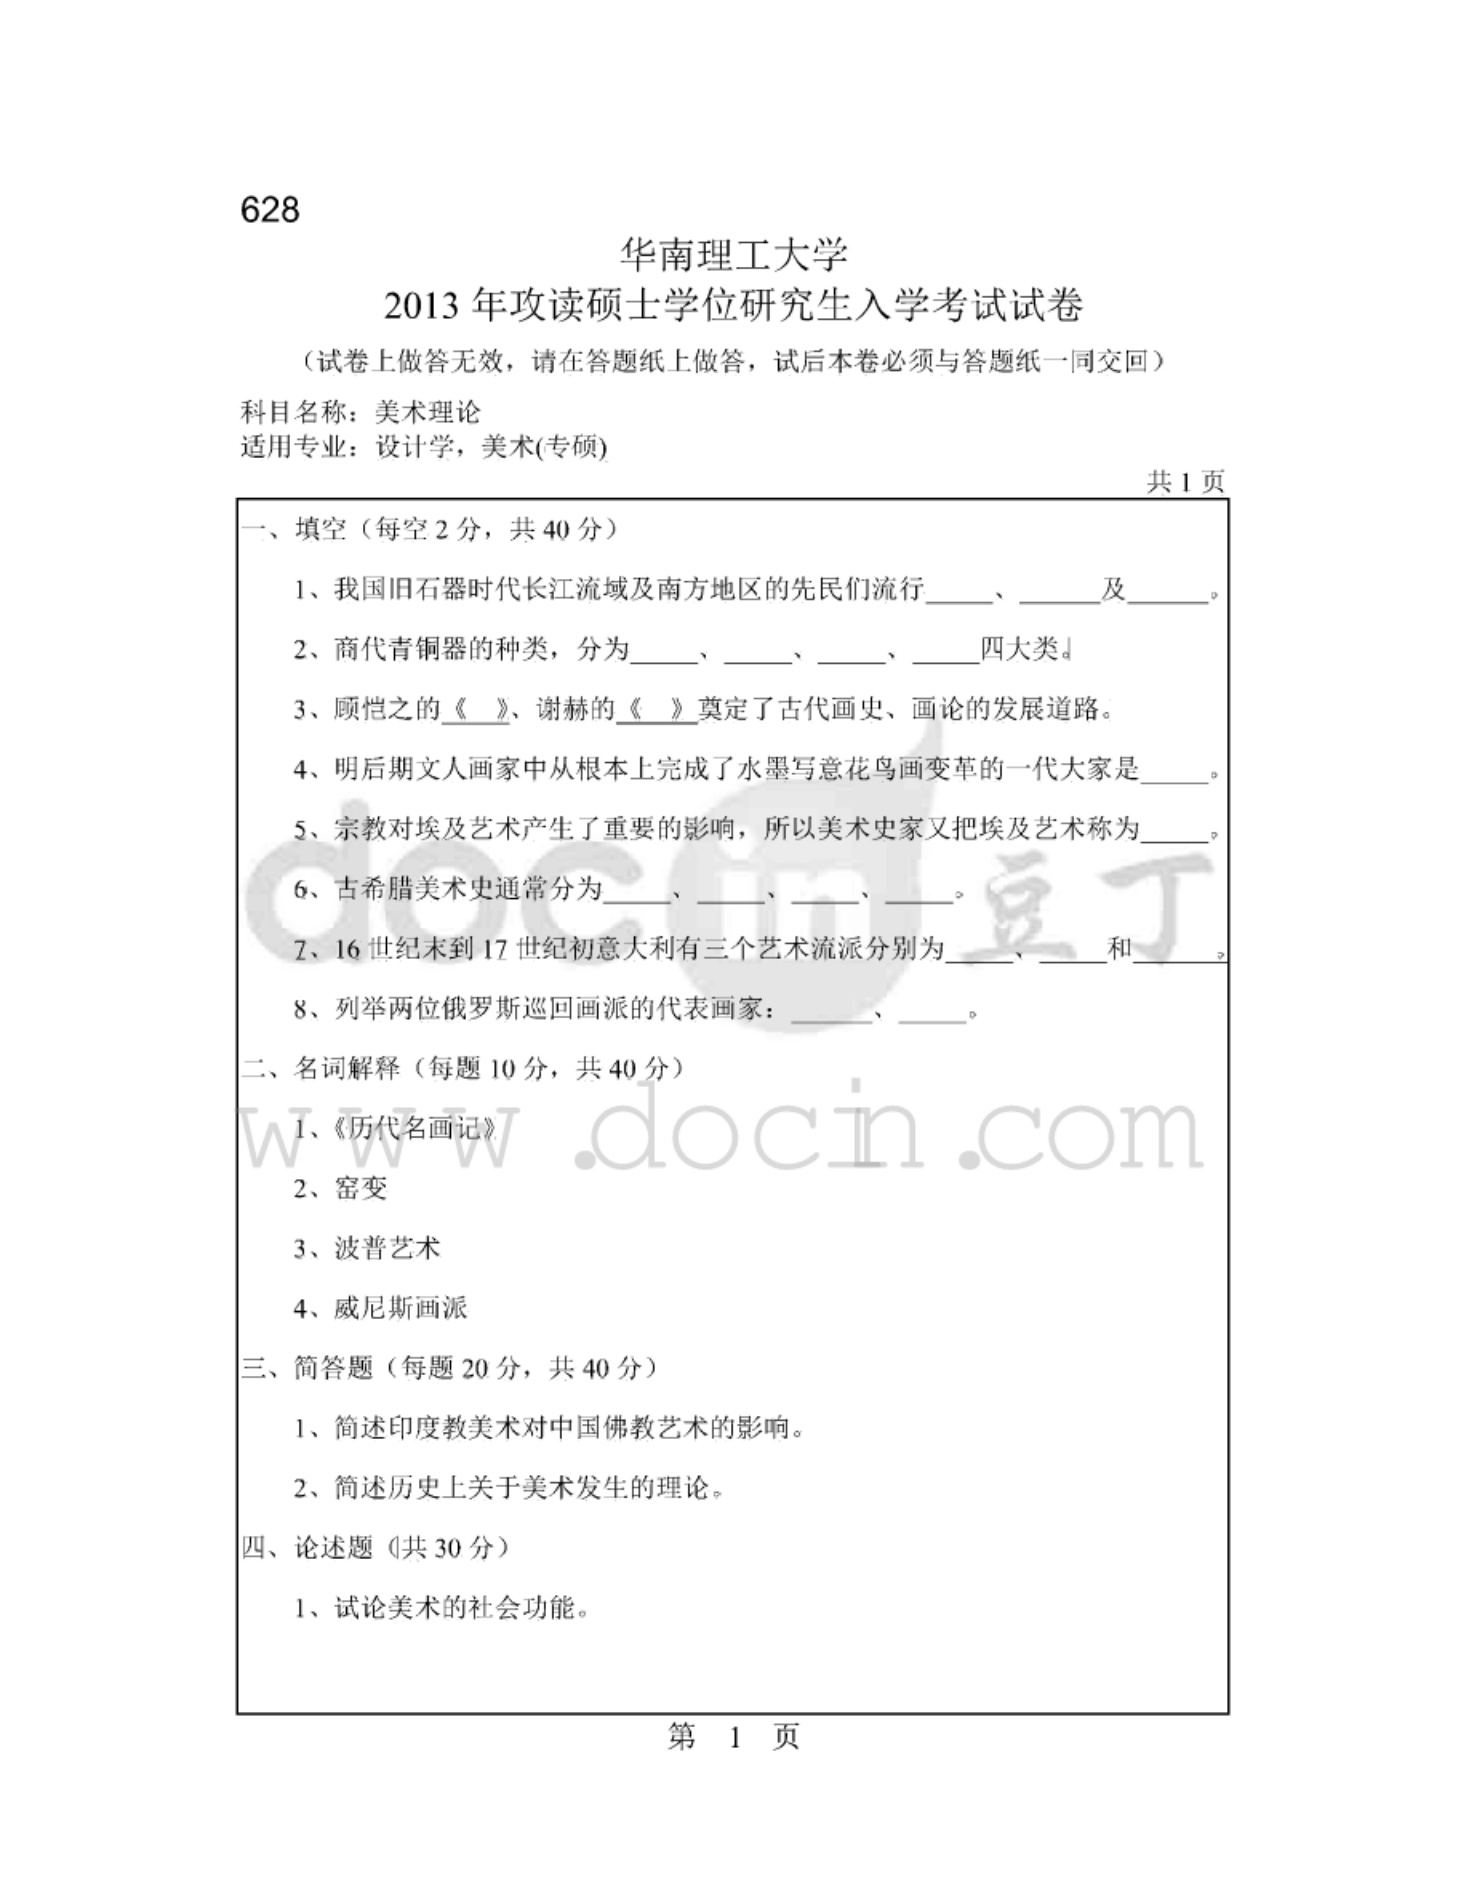 628
华南理工大学
2013 年攻读硕士学位研究生入学考试试卷
（试卷上做答无效，请在答题纸上做答，试后本卷必须与答题纸一同交回）
科目名称：美术理论
适用专业：设计学，美术(专硕)
共 1 页
一、填空（每空 2 分，共 40 分）
1、我国旧石器时代长江流域及南方地区的先民们流行_____、______及______。
2、商代青铜器的种类，分为_____、_____、_____、_____四大类。
3、顾恺之的《 》、谢赫的《 》奠定了古代画史、画论的发展道路。
4、明后期文人画家中从根本上完成了水墨写意花鸟画变革的一代大家是_____。
5、宗教对埃及艺术产生了重要的影响，所以美术史家又把埃及艺术称为_____。
6、古希腊美术史通常分为_____、_____、_____、_____。
7、16 世纪末到 17 世纪初意大利有三个艺术流派分别为_____、_____和_______。
8、列举两位俄罗斯巡回画派的代表画家：______、_____。
二、名词解释（每题 10 分，共 40 分）
1、《历代名画记》
2、窑变
3、波普艺术
4、威尼斯画派
三、简答题（每题 20 分，共 40 分）
1、简述印度教美术对中国佛教艺术的影响。
2、简述历史上关于美术发生的理论。
四、论述题（共 30 分）
1、试论美术的社会功能。
第 1 页
docin 豆丁
www.docin.com